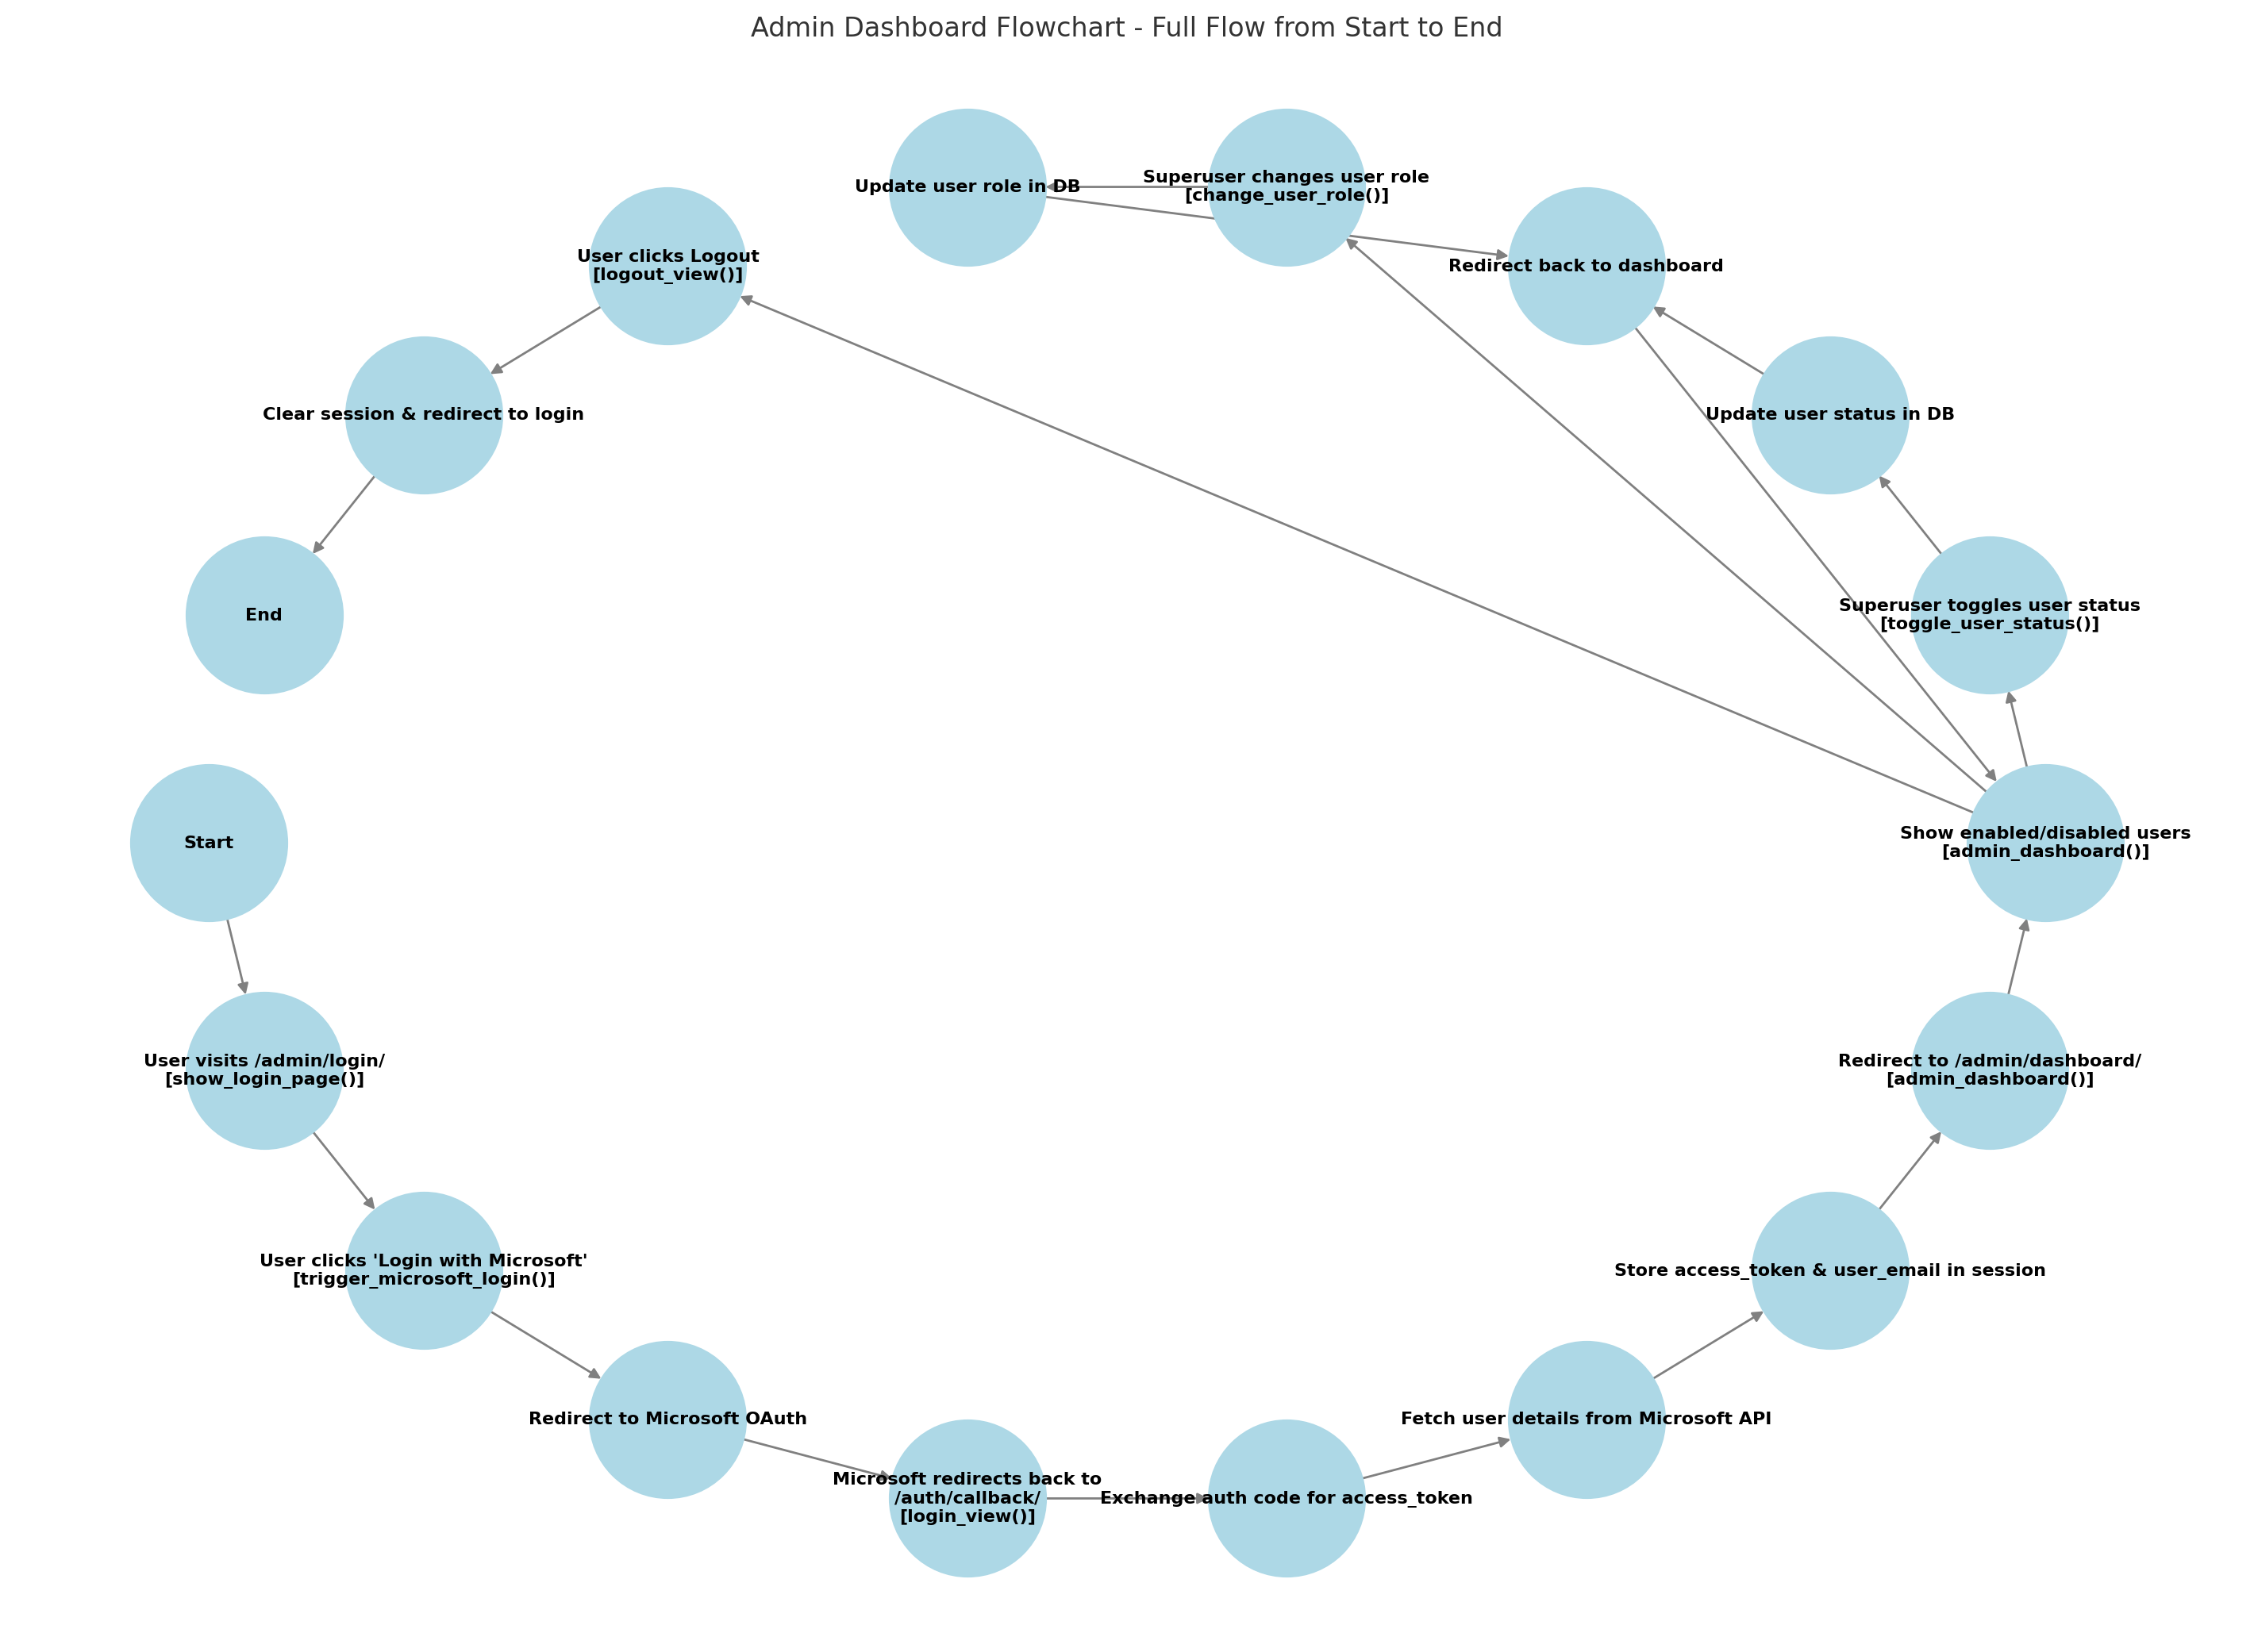 Admin Dashboard Flowchart - Full Flow from Start to End
Update user role in DB
Superuser changes user role
[change_user_role()]
User clicks Logout
[logout_view()]
Redirect back to dashboard
Clear session & redirect to login
Update user status in DB
End
Superuser toggles user status
[toggle_user_status()]
Start
Show enabled/disabled users
[admin_dashboard()]
User visits /admin/login/
[show_login_page()]
Redirect to /admin/dashboard/
[admin_dashboard()]
User clicks 'Login with Microsoft'
[trigger_microsoft_login()]
Store access_token & user_email in session
Redirect to Microsoft OAuth
Fetch user details from Microsoft API
Microsoft redirects back to
/auth/callback/
[login_view()]
Exchange auth code for access_token